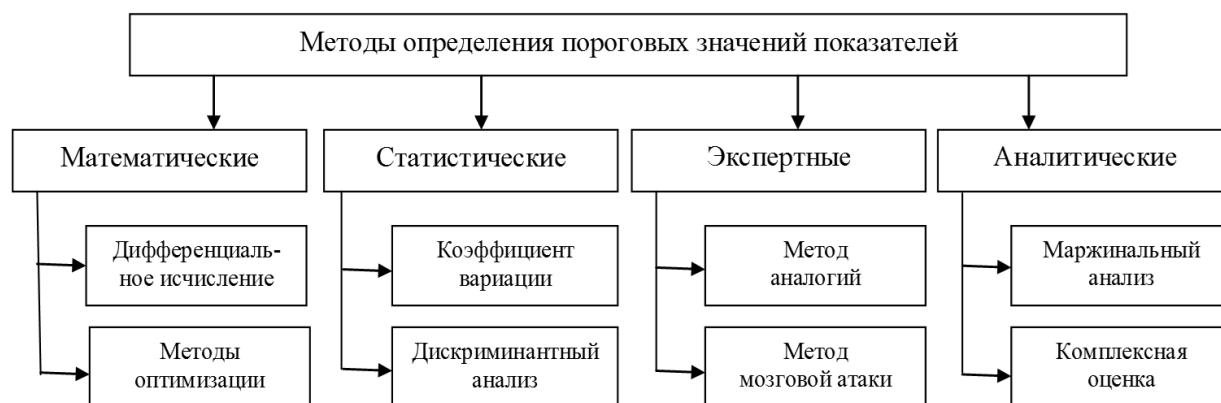 Методы определения пороговых значений показателей
Математические
Статистические
Экспертные
Аналитические
Дифференциаль-
ное исчисление
Коэффициент
вариации
Метод
аналогий
Маржинальный
анализ
Методы
оптимизации
Дискриминантный
анализ
Метод
мозговой атаки
Комплексная
оценка